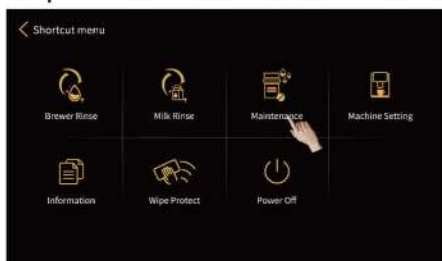 Shortcut menu
Brewer Rinse
Milk Rinse
Maintenance
Machine Setting
Information
Wipe Protect
Power Off